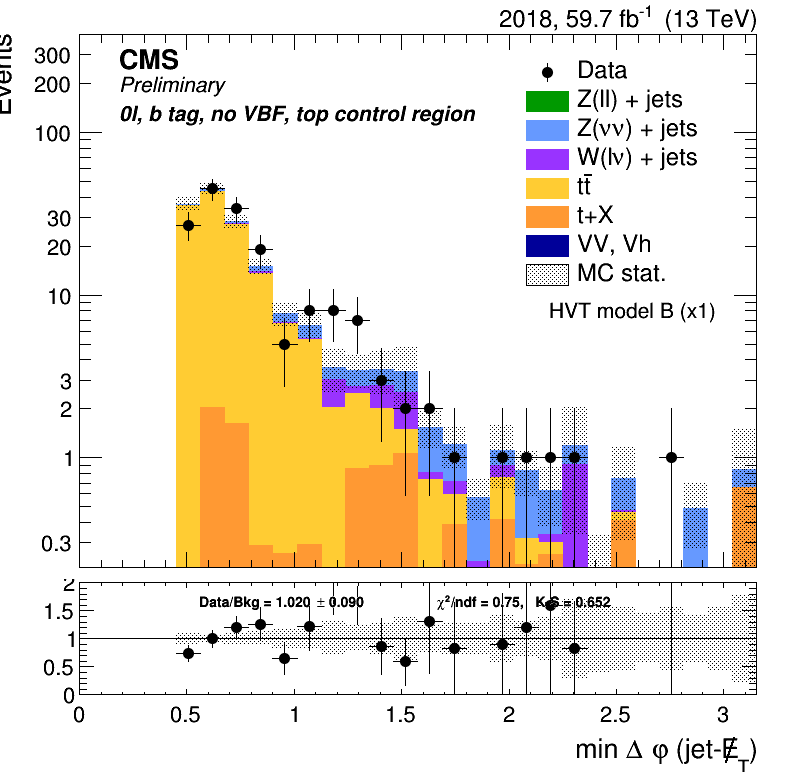 2018, 59.7 fb⁻¹ (13 TeV)
Events
CMS
Preliminary
0l, b tag, no VBF, top control region
Data
Z(ll) + jets
Z(νν) + jets
W(lν) + jets
tt̄
t+X
VV, Vh
MC stat.
HVT model B (x1)
300
200
100
30
20
10
3
2
1
0.3
Data/Bkg = 1.020 ± 0.090 χ²/ndf = 0.75, K-S = 0.652
2
1.5
1
0.5
0
0 0.5 1 1.5 2 2.5 3
min Δ φ (jet-E̸_T)